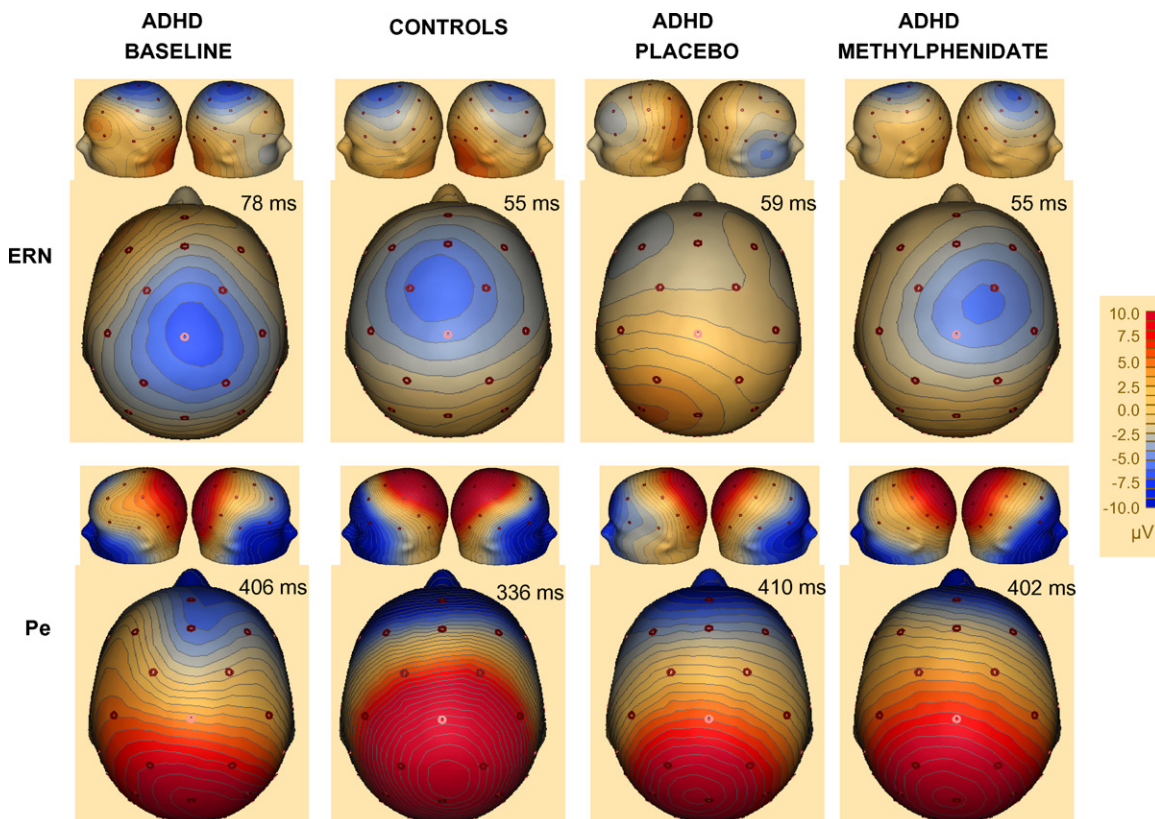 ADHD
BASELINE
CONTROLS
ADHD
PLACEBO
ADHD
METHYLPHENIDATE
ERN
78 ms
55 ms
59 ms
55 ms
10.0
7.5
5.0
2.5
0.0
-2.5
-5.0
-7.5
-10.0
µV
Pe
406 ms
336 ms
410 ms
402 ms